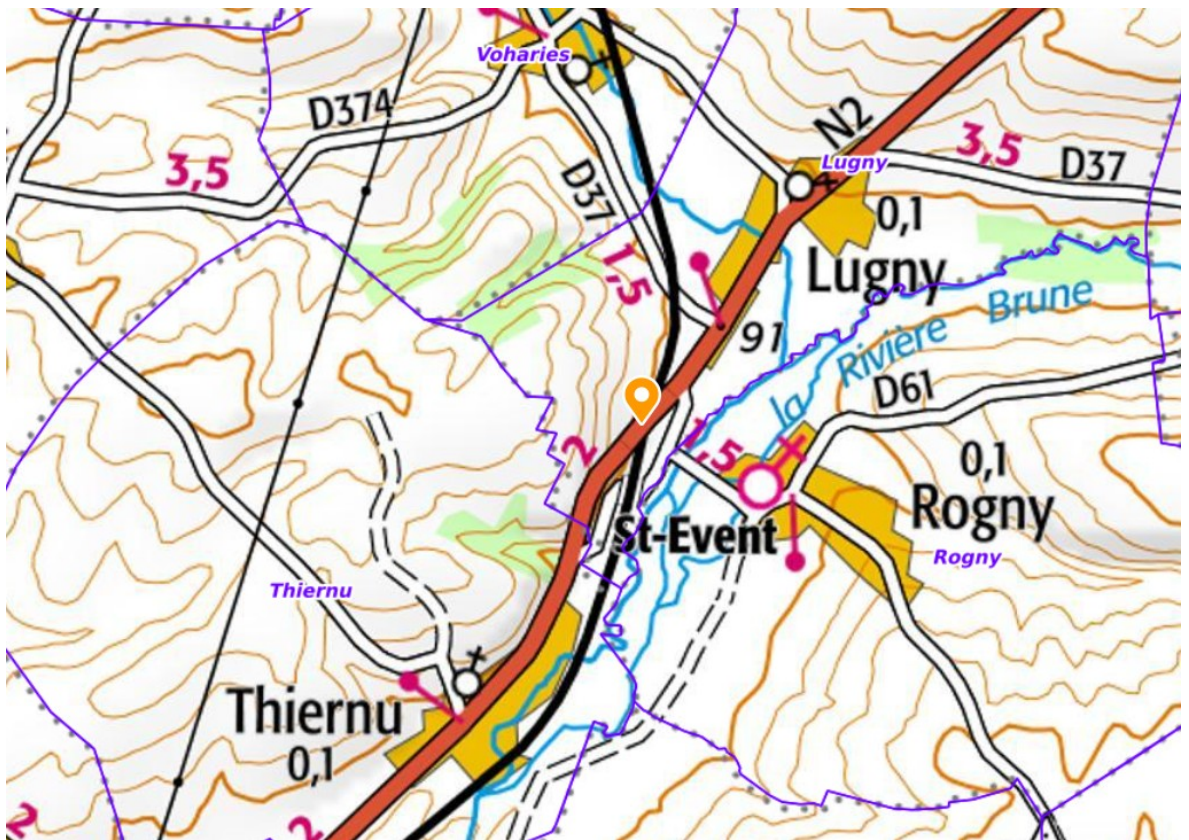 Voharies
D374
3,5
N2
Lugny
3,5
D37
D37
0,1
Lugny
1,5
Brune
Rivière
la
91
D61
2
1,5
0,1
Rogny
St-Event
Rogny
Thiernu
Thiernu
0,1
2
2